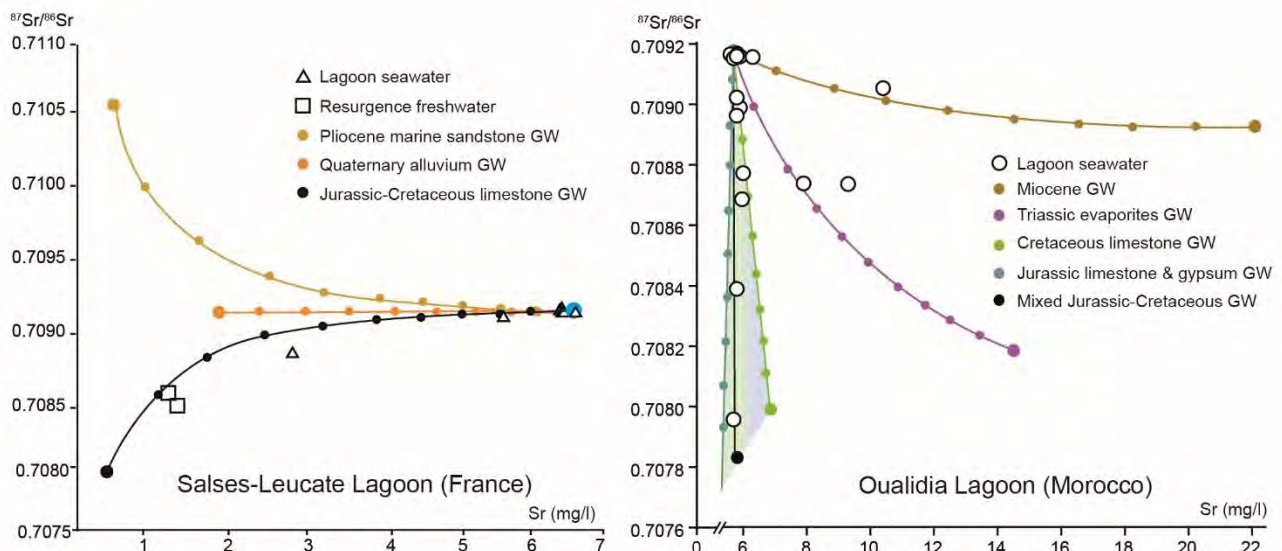 ⁸⁷Sr/⁸⁶Sr
0.7110
0.7105
0.7100
0.7095
0.7090
0.7085
0.7080
0.7075
Lagoon seawater
Resurgence freshwater
Pliocene marine sandstone GW
Quaternary alluvium GW
Jurassic-Cretaceous limestone GW
Salses-Leucate Lagoon (France)
Sr (mg/l)
1 2 3 4 5 6 7
⁸⁷Sr/⁸⁶Sr
0.7092
0.7090
0.7088
0.7086
0.7084
0.7082
0.7080
0.7078
0.7076
Lagoon seawater
Miocene GW
Triassic evaporites GW
Cretaceous limestone GW
Jurassic limestone & gypsum GW
Mixed Jurassic-Cretaceous GW
Oualidia Lagoon (Morocco)
Sr (mg/l)
0 6 8 10 12 14 16 18 20 22